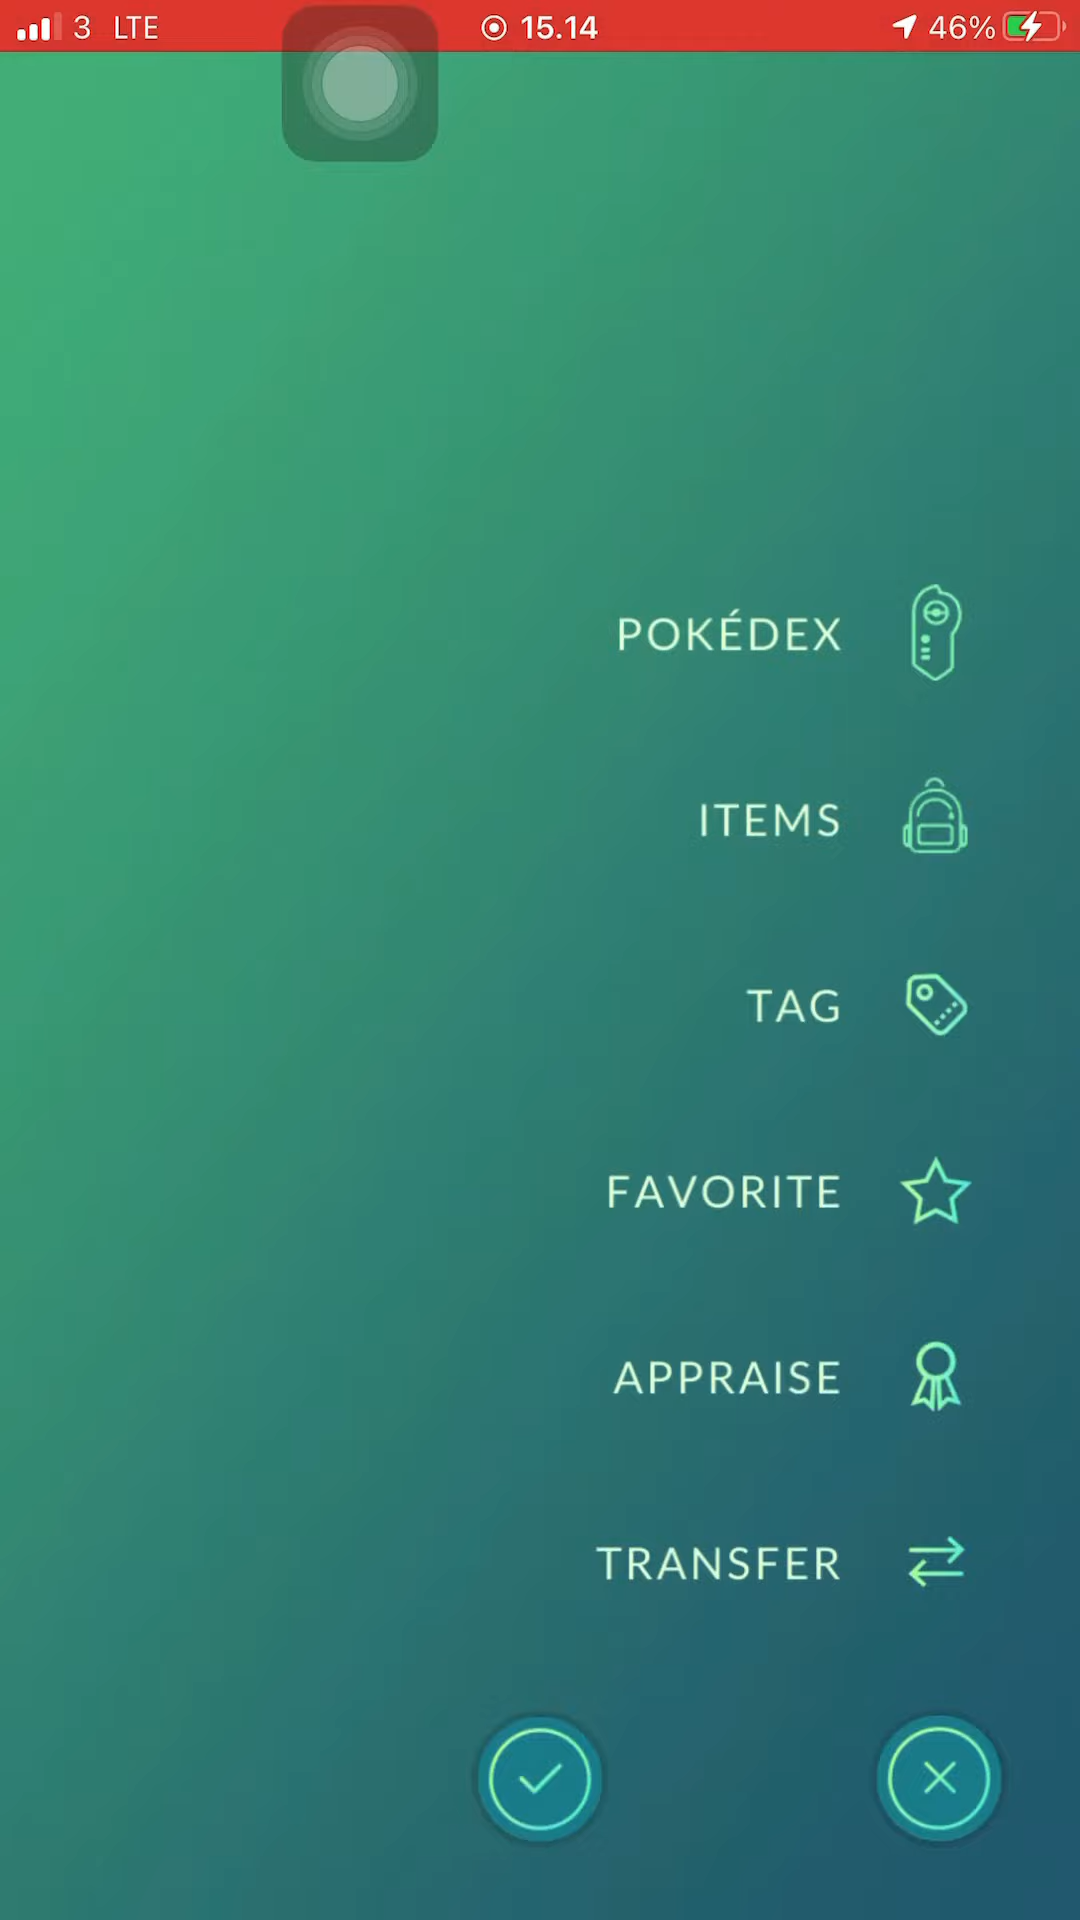 3 LTE 15.14 46%
POKÉDEX
ITEMS
TAG
FAVORITE
APPRAISE
TRANSFER